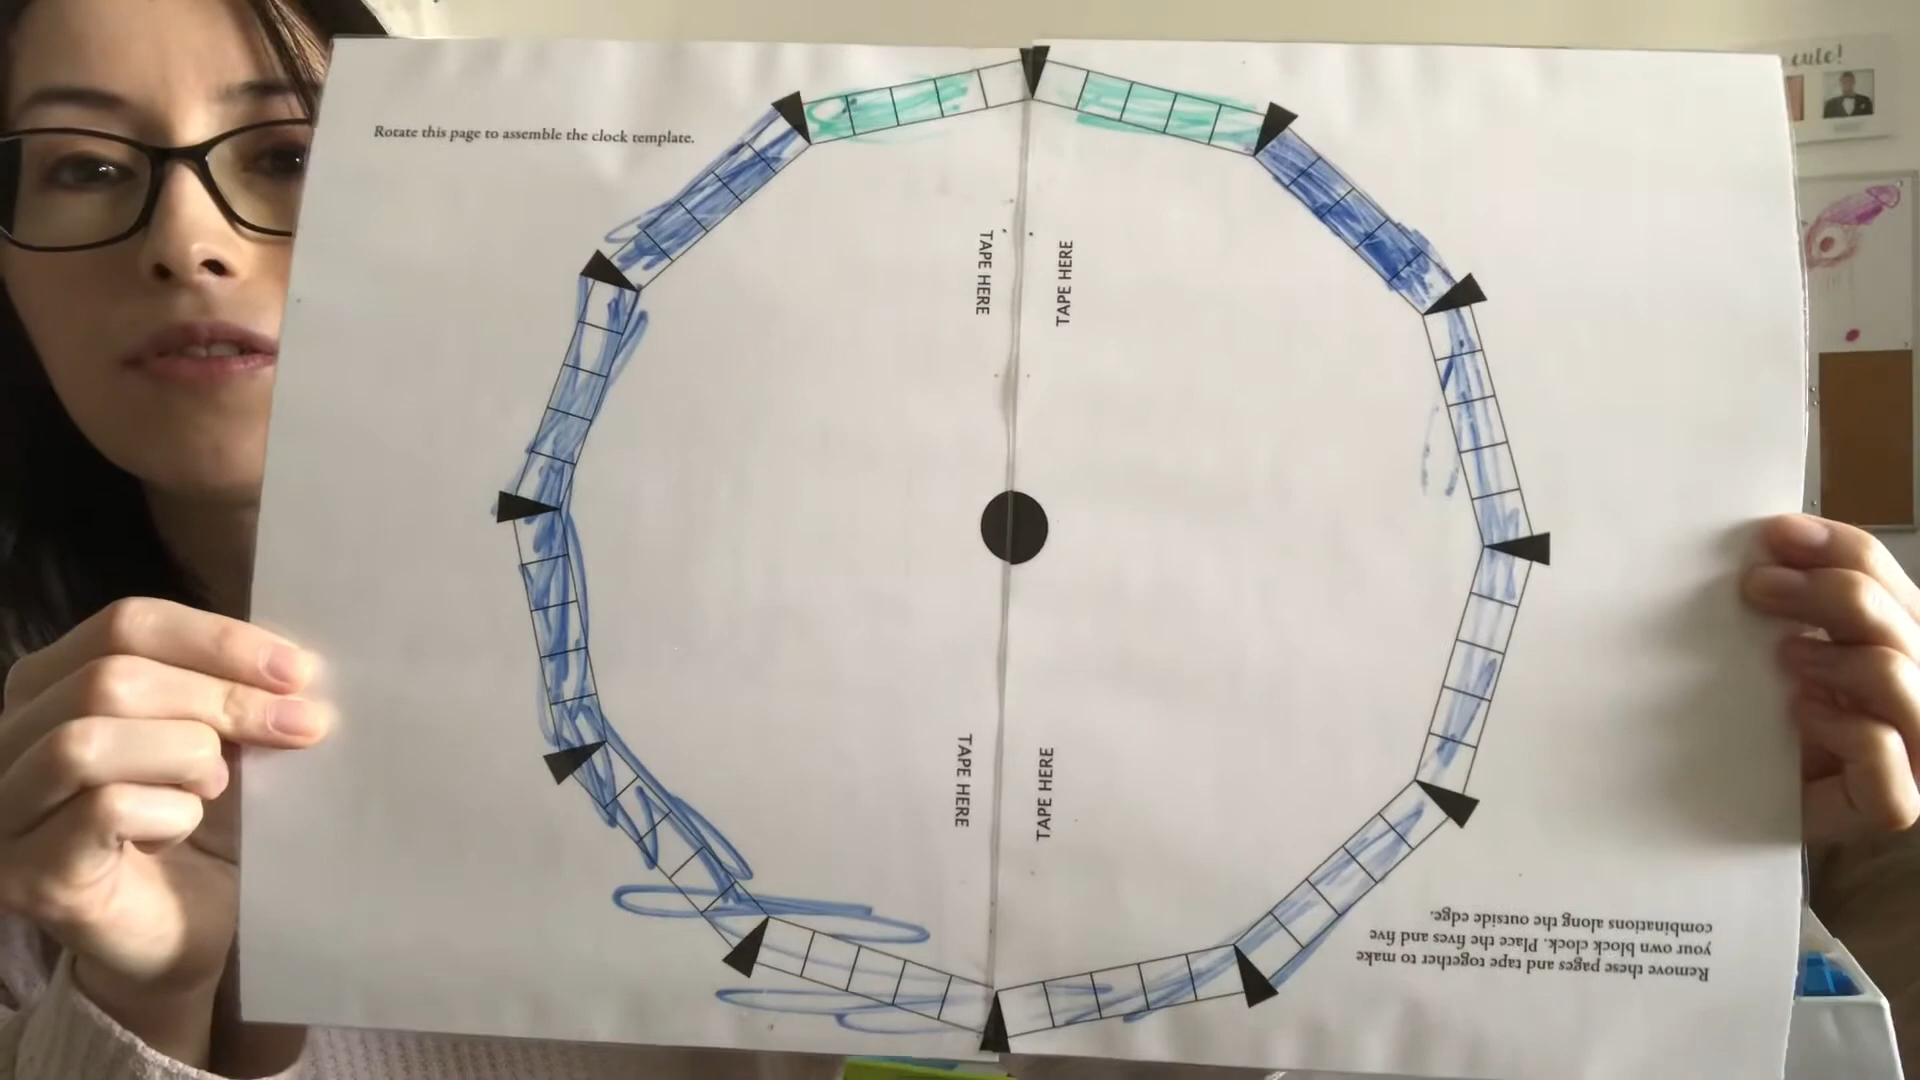 cute!
Rotate this page to assemble the clock template.
TAPE HERE
TAPE HERE
TAPE HERE
TAPE HERE
Remove these pages and tape together to make
your own block clock. Place the fives and five
combinations along the outside edge.